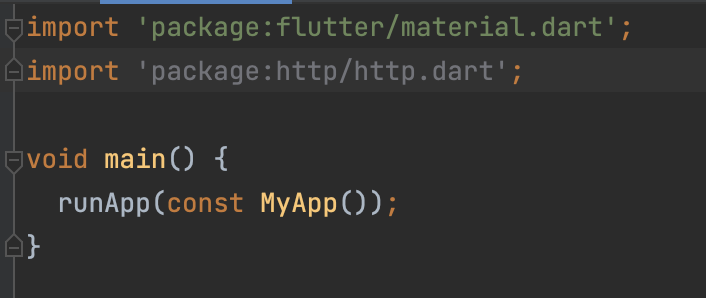 import 'package:flutter/material.dart';
import 'package:http/http.dart';
void main() {
runApp(const MyApp());
}